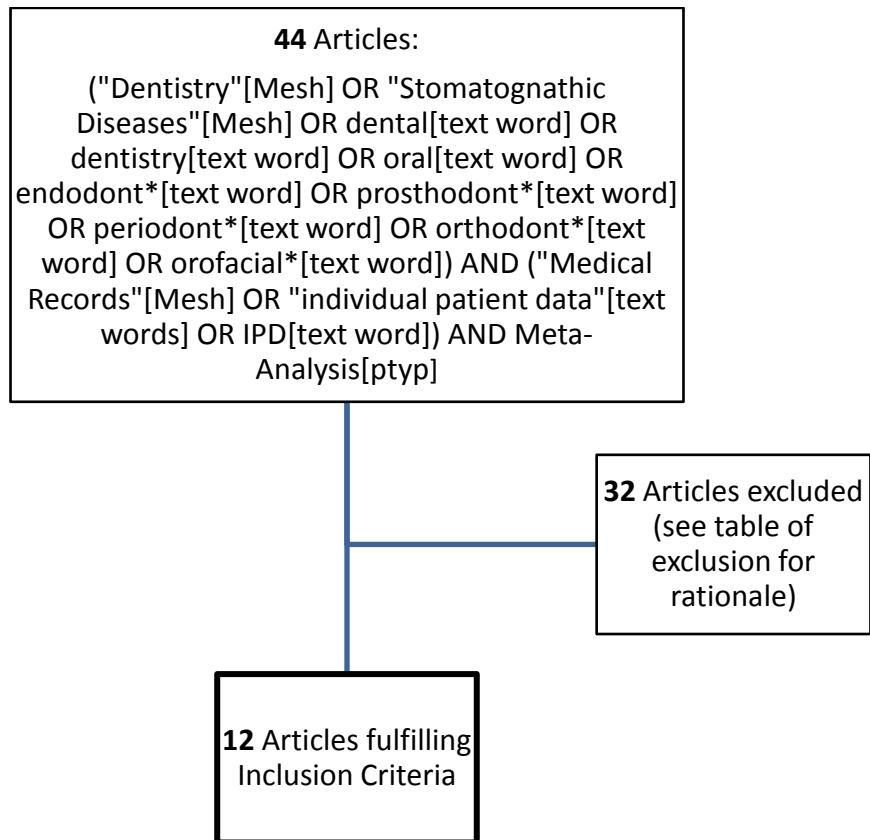 44 Articles:
("Dentistry"[Mesh] OR "Stomatognathic
Diseases"[Mesh] OR dental[text word] OR
dentistry[text word] OR oral[text word] OR
endodont*[text word] OR prosthodont*[text word]
OR periodont*[text word] OR orthodont*[text
word] OR orofacial*[text word]) AND ("Medical
Records"[Mesh] OR "individual patient data"[text
words] OR IPD[text word]) AND Meta-
Analysis[ptyp]
32 Articles excluded
(see table of
exclusion for
rationale)
12 Articles fulfilling
Inclusion Criteria